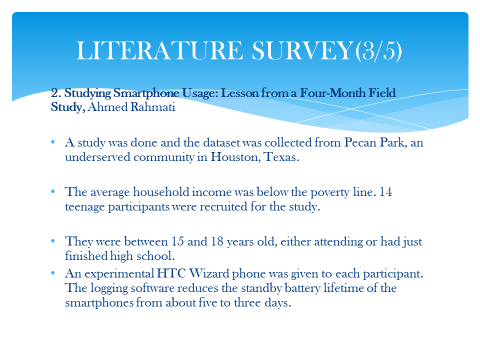 LITERATURE SURVEY(3/5)
2. Studying Smartphone Usage: Lesson from a Four-Month Field
Study, Ahmed Rahmati
• A study was done and the dataset was collected from Pecan Park, an
underserved community in Houston, Texas.
• The average household income was below the poverty line. 14
teenage participants were recruited for the study.
• They were between 15 and 18 years old, either attending or had just
finished high school.
• An experimental HTC Wizard phone was given to each participant.
The logging software reduces the standby battery lifetime of the
smartphones from about five to three days.